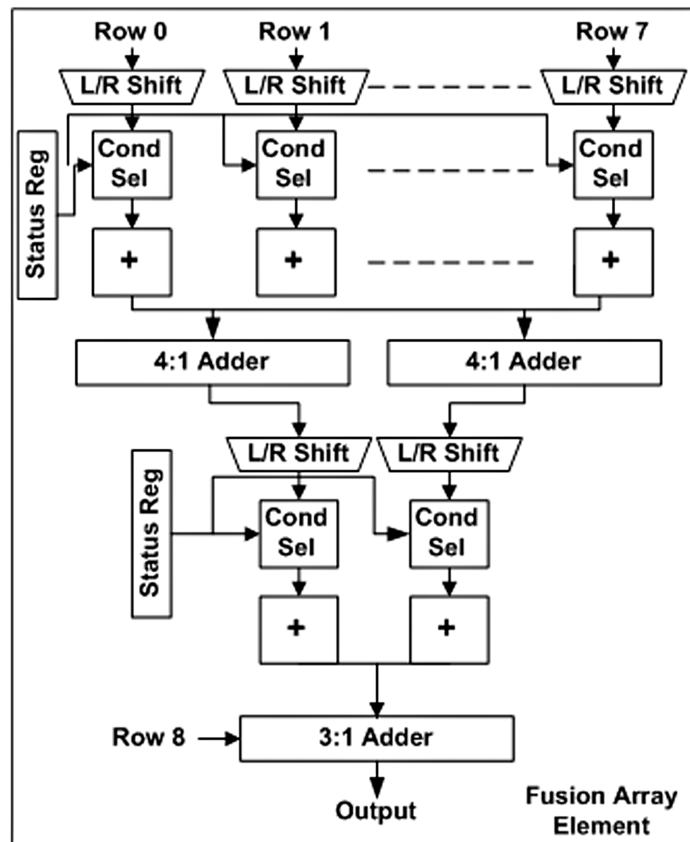 Row 0 Row 1 Row 7
L/R Shift L/R Shift L/R Shift
Status Reg
Cond Sel
Cond Sel
Cond Sel
+ + +
4:1 Adder 4:1 Adder
L/R Shift L/R Shift
Status Reg
Cond Sel
Cond Sel
+ +
Row 8 3:1 Adder
Output
Fusion Array
Element